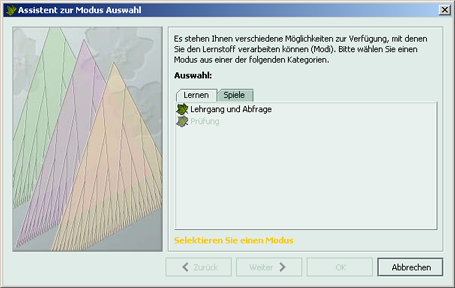 Assistent zur Modus Auswahl
Es stehen Ihnen verschiedene Möglichkeiten zur Verfügung, mit denen
Sie den Lernstoff verarbeiten können (Modi). Bitte wählen Sie einen
Modus aus einer der folgenden Kategorien.
Auswahl:
Lernen Spiele
Lehrgang und Abfrage
Prüfung
Selektieren Sie einen Modus
Zurück Weiter OK Abbrechen